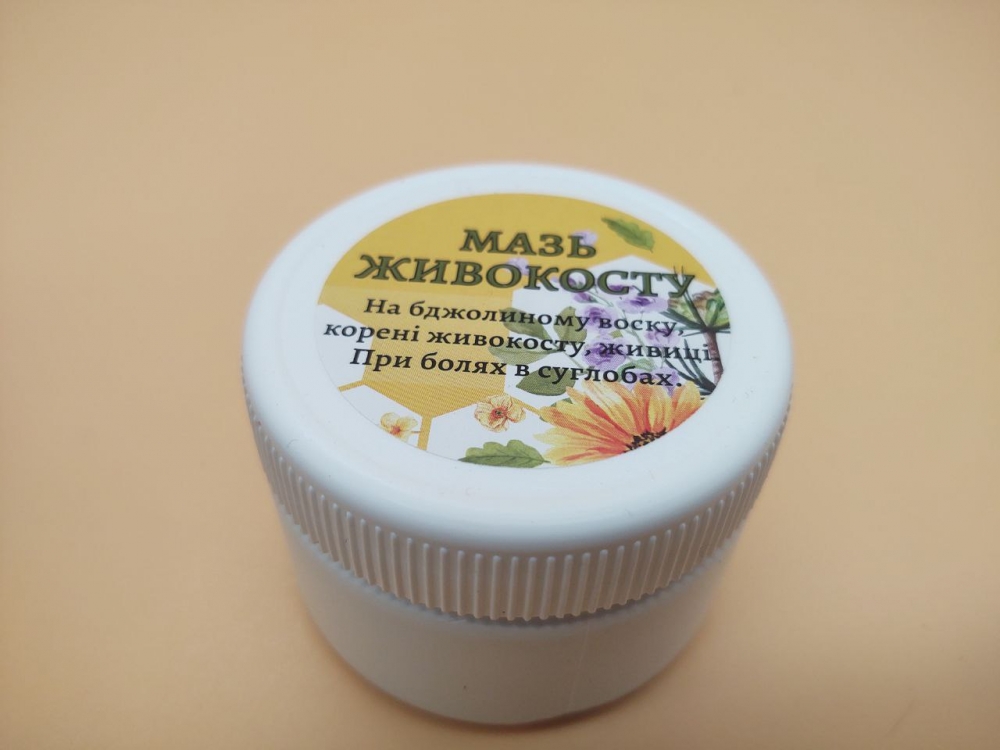 МАЗЬ
ЖИВОКОСТУ
На бджолиному воску,
корені живокосту, живиці.
При болях в суглобах.